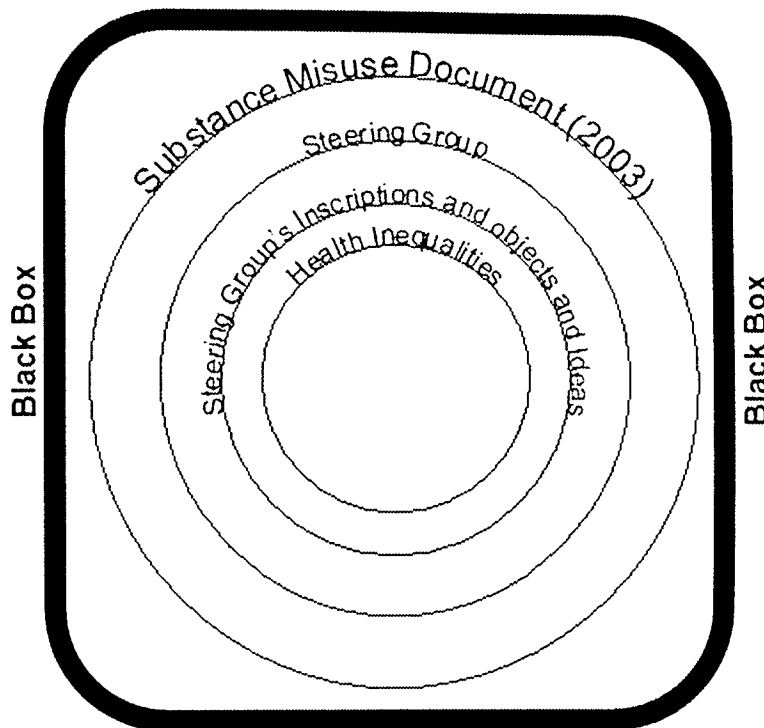 Substance Misuse Document (2003)
Steering Group
Steering Group's Inscriptions and objects and Ideas
Health Inequalities
Black Box
Black Box